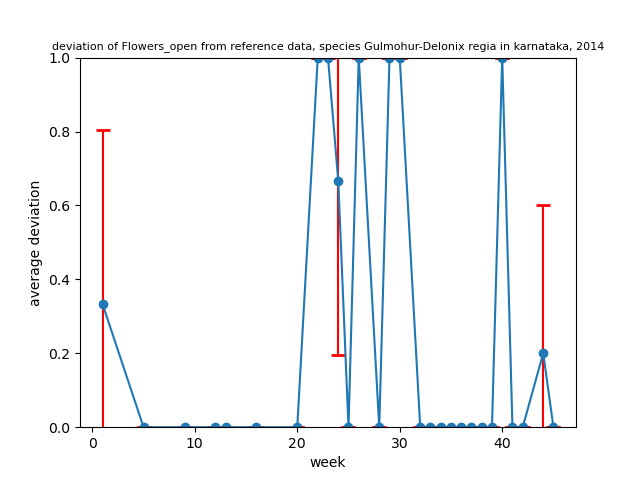 deviation of Flowers_open from reference data, species Gulmohur-Delonix regia in karnataka, 2014
1.0
0.8
0.6
0.4
0.2
0.0
average deviation
0 10 20 30 40
week